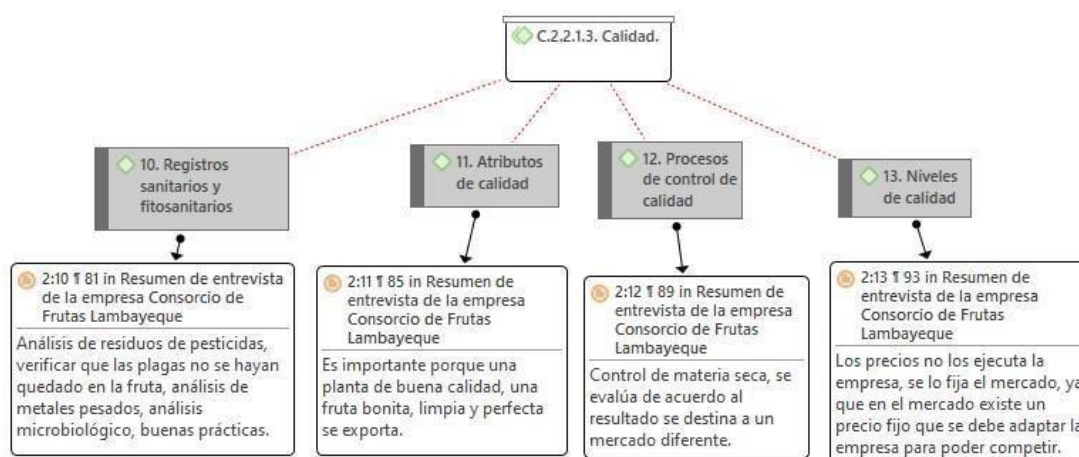 C.2.2.1.3. Calidad.
10. Registros
sanitarios y
fitosanitarios
11. Atributos
de calidad
12. Procesos
de control de
calidad
13. Niveles
de calidad
2:10 ¶ 81 in Resumen de entrevista
de la empresa Consorcio de
Frutas Lambayeque
Análisis de residuos de pesticidas,
verificar que las plagas no se hayan
quedado en la fruta, análisis de
metales pesados, análisis
microbiológico, buenas prácticas.
2:11 ¶ 85 in Resumen de
entrevista de la empresa
Consorcio de Frutas
Lambayeque
Es importante porque una
planta de buena calidad, una
fruta bonita, limpia y perfecta
se exporta.
2:12 ¶ 89 in Resumen de
entrevista de la empresa
Consorcio de Frutas
Lambayeque
Control de materia seca, se
evalúa de acuerdo al
resultado se destina a un
mercado diferente.
2:13 ¶ 93 in Resumen de
entrevista de la empresa
Consorcio de Frutas
Lambayeque
Los precios no los ejecuta la
empresa, se lo fija el mercado, ya
que en el mercado existe un
precio fijo que se debe adaptar la
empresa para poder competir.